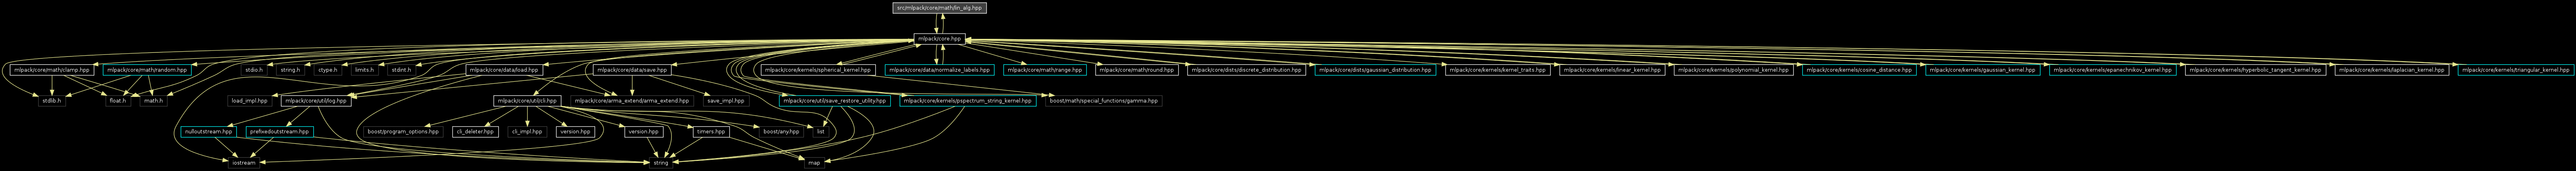 src/mlpack/core/math/lin_alg.hpp
mlpack/core.hpp
mlpack/core/math/clamp.hpp
mlpack/core/math/random.hpp
stdio.h
string.h
ctype.h
limits.h
stdint.h
mlpack/core/data/load.hpp
mlpack/core/data/save.hpp
mlpack/core/kernels/spherical_kernel.hpp
mlpack/core/data/normalize_labels.hpp
mlpack/core/math/range.hpp
mlpack/core/math/round.hpp
mlpack/core/dists/discrete_distribution.hpp
mlpack/core/dists/gaussian_distribution.hpp
mlpack/core/kernels/kernel_traits.hpp
mlpack/core/kernels/linear_kernel.hpp
mlpack/core/kernels/polynomial_kernel.hpp
mlpack/core/kernels/cosine_distance.hpp
mlpack/core/kernels/gaussian_kernel.hpp
mlpack/core/kernels/epanechnikov_kernel.hpp
mlpack/core/kernels/hyperbolic_tangent_kernel.hpp
mlpack/core/kernels/laplacian_kernel.hpp
mlpack/core/kernels/triangular_kernel.hpp
stdlib.h
float.h
math.h
load_impl.hpp
mlpack/core/util/log.hpp
mlpack/core/util/cli.hpp
mlpack/core/arma_extend/arma_extend.hpp
save_impl.hpp
mlpack/core/util/save_restore_utility.hpp
mlpack/core/kernels/pspectrum_string_kernel.hpp
boost/math/special_functions/gamma.hpp
nulloutstream.hpp
prefixedoutstream.hpp
boost/program_options.hpp
cli_deleter.hpp
cli_impl.hpp
version.hpp
version.hpp
timers.hpp
boost/any.hpp
list
iostream
string
map